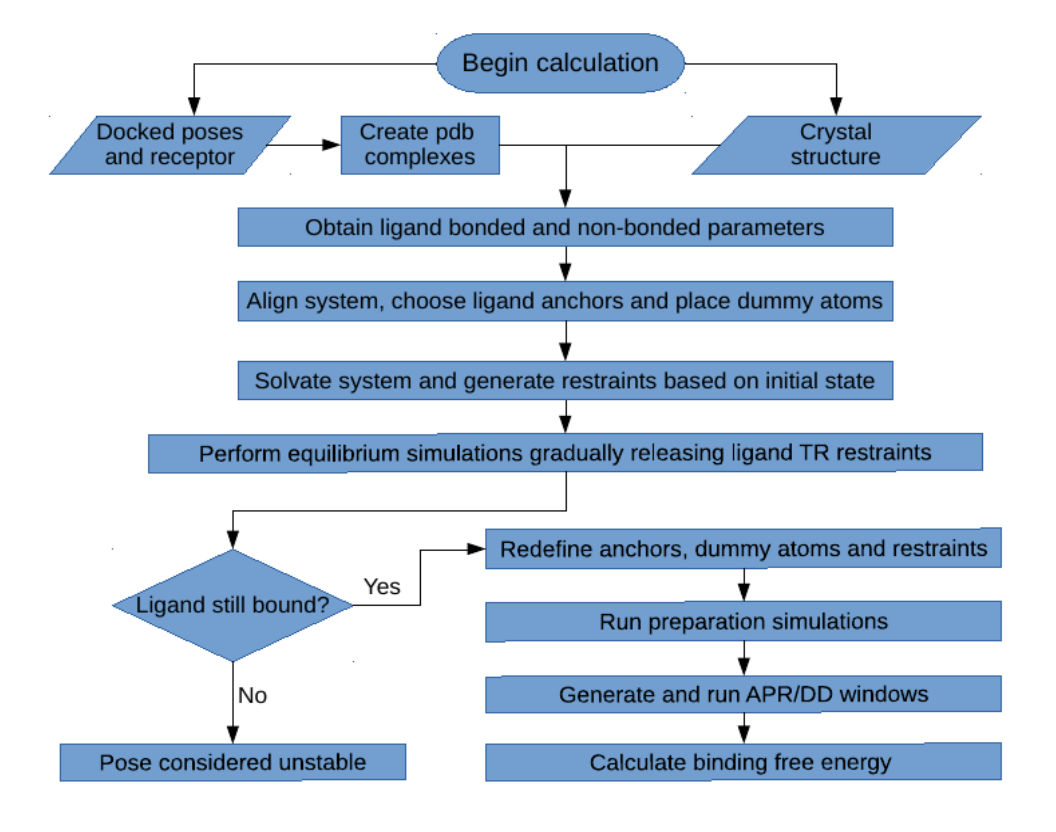 Begin calculation
Docked poses
and receptor
Create pdb
complexes
Crystal
structure
Obtain ligand bonded and non-bonded parameters
Align system, choose ligand anchors and place dummy atoms
Solvate system and generate restraints based on initial state
Perform equilibrium simulations gradually releasing ligand TR restraints
Ligand still bound?
Yes
No
Pose considered unstable
Redefine anchors, dummy atoms and restraints
Run preparation simulations
Generate and run APR/DD windows
Calculate binding free energy